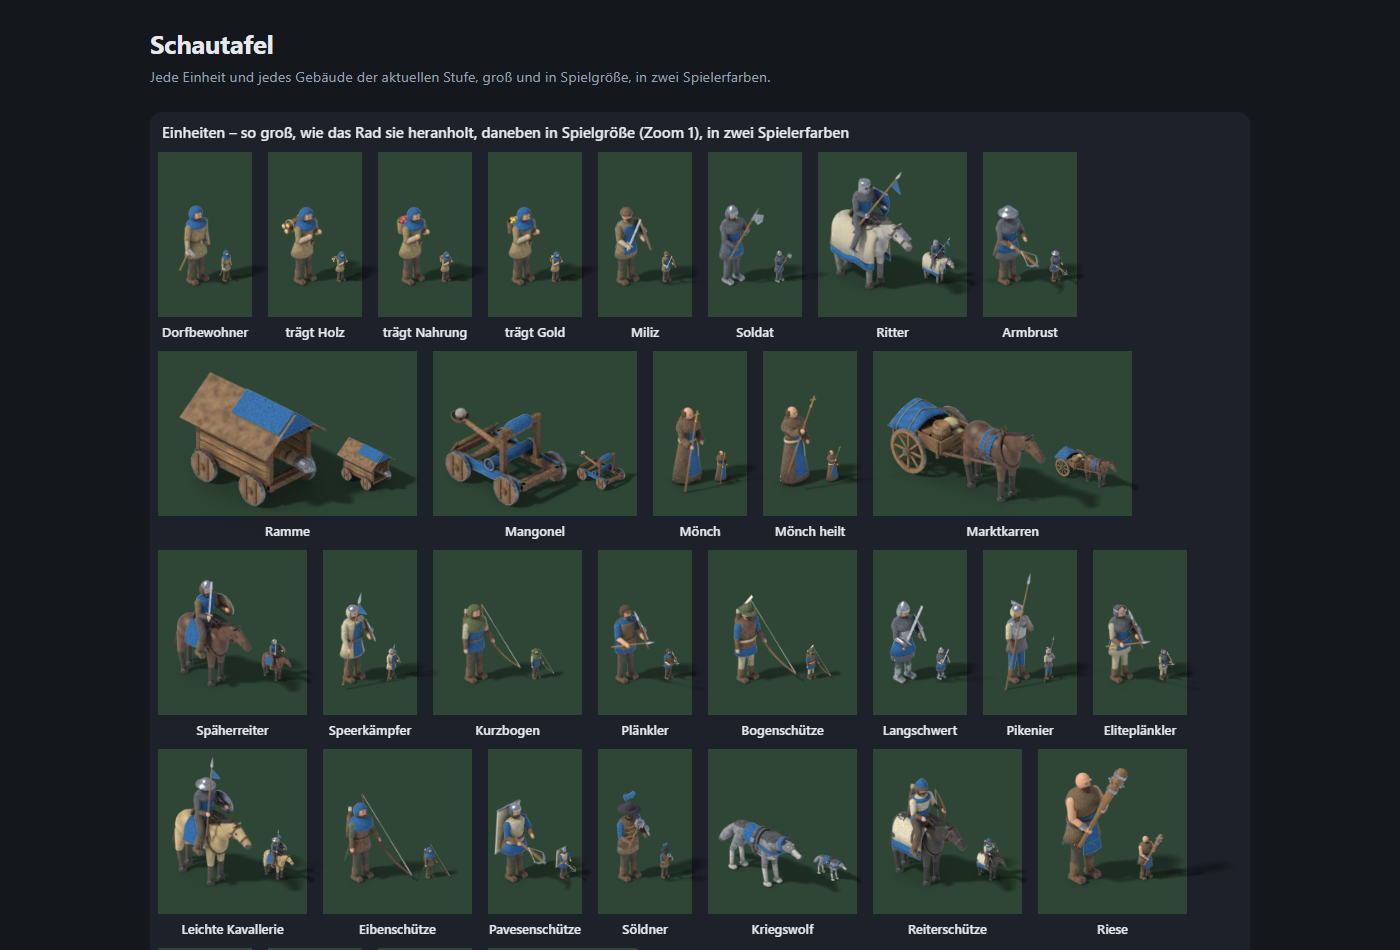 Schautafel
Jede Einheit und jedes Gebäude der aktuellen Stufe, groß und in Spielgröße, in zwei Spielerfarben.
Einheiten – so groß, wie das Rad sie heranholt, daneben in Spielgröße (Zoom 1), in zwei Spielerfarben
Dorfbewohner
trägt Holz
trägt Nahrung
trägt Gold
Miliz
Soldat
Ritter
Armbrust
Ramme
Mangonel
Mönch
Mönch heilt
Marktkarren
Späherreiter
Speerkämpfer
Kurzbogen
Plänkler
Bogenschütze
Langschwert
Pikenier
Eliteplänkler
Leichte Kavallerie
Eibenschütze
Pavesenschütze
Söldner
Kriegswolf
Reiterschütze
Riese